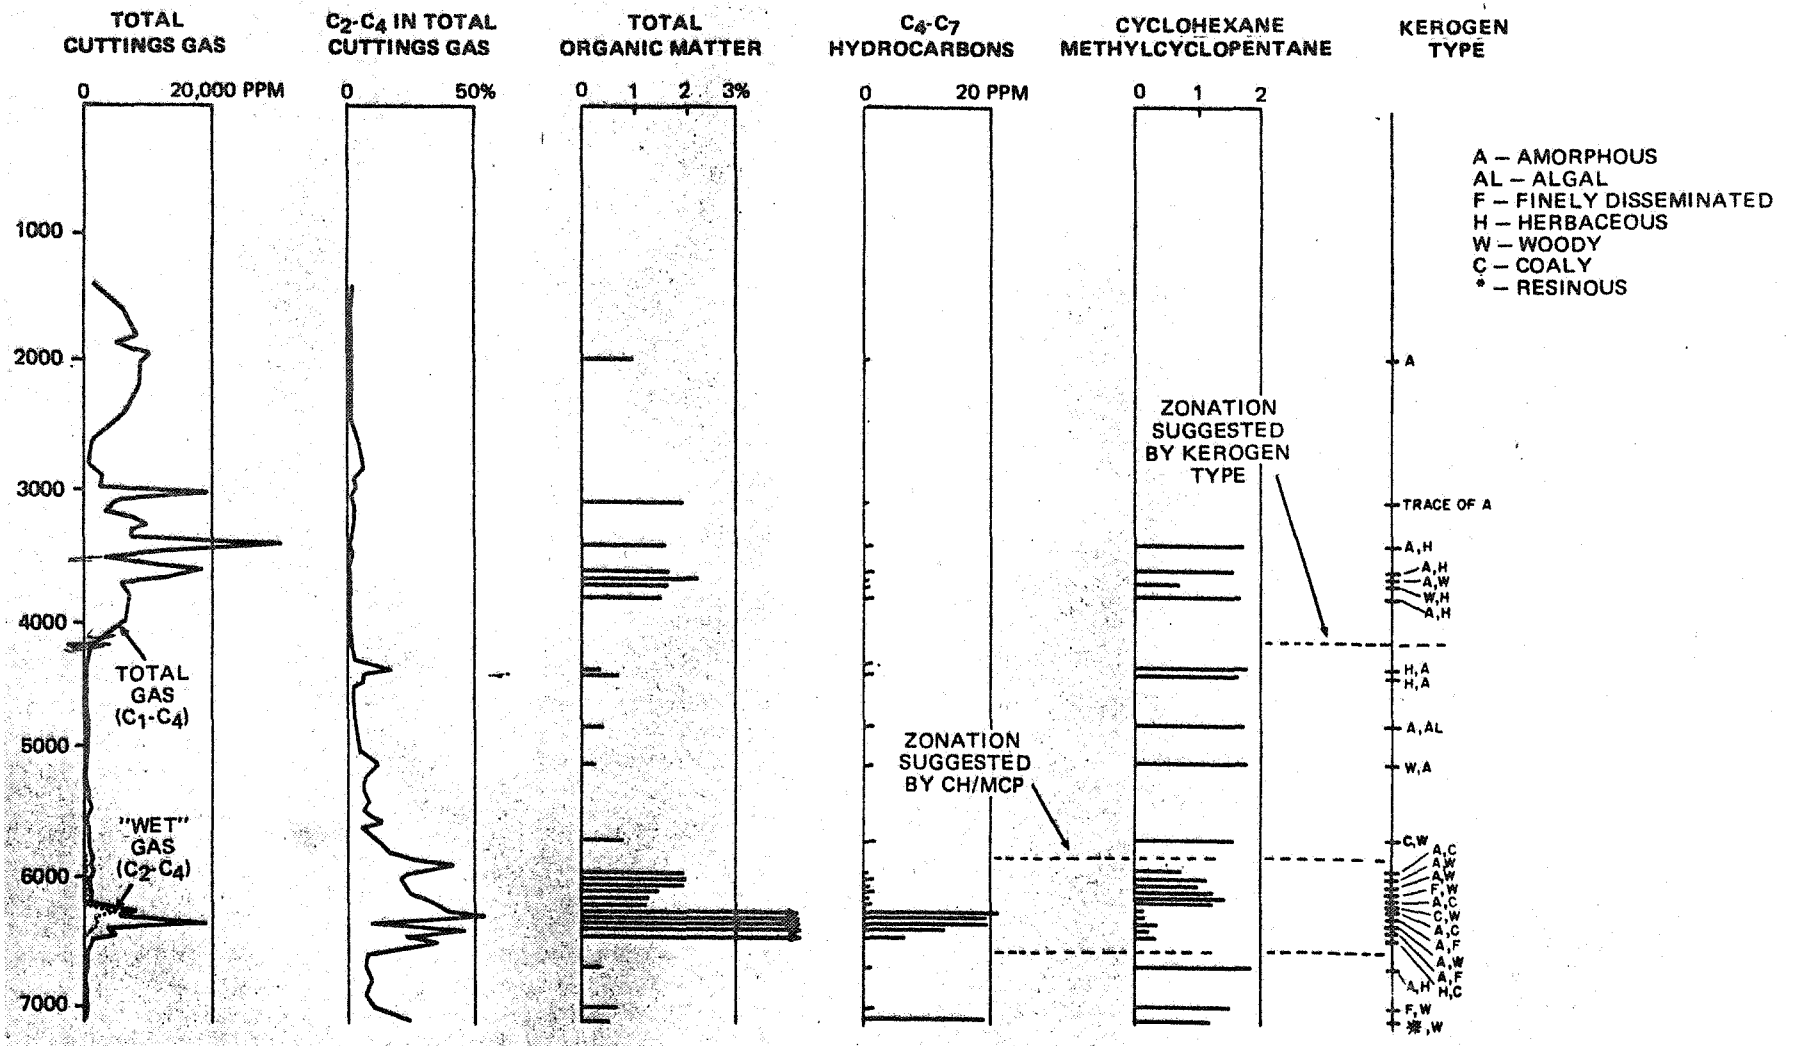 TOTAL
CUTTINGS GAS
0 20,000 PPM
C2-C4 IN TOTAL
CUTTINGS GAS
0 50%
TOTAL
ORGANIC MATTER
0 1 2 3%
C4-C7
HYDROCARBONS
0 20 PPM
CYCLOHEXANE
METHYLCYCLOPENTANE
0 1 2
KEROGEN
TYPE
A – AMORPHOUS
AL – ALGAL
F – FINELY DISSEMINATED
H – HERBACEOUS
W – WOODY
C – COALY
* – RESINOUS
1000
2000
3000
4000
5000
6000
7000
TOTAL
GAS
(C1-C4)
"WET"
GAS
(C2-C4)
ZONATION
SUGGESTED
BY CH/MCP
ZONATION
SUGGESTED
BY KEROGEN
TYPE
A
TRACE OF A
A,H
A,H
A,W
W,H
A,H
H,A
H,A
A,AL
W,A
C,W
A,C
A,W
A,W
F,W
A,C
C,W
A,C
A,F
A,W
A,F
H,C
A,H
F,W
*,W